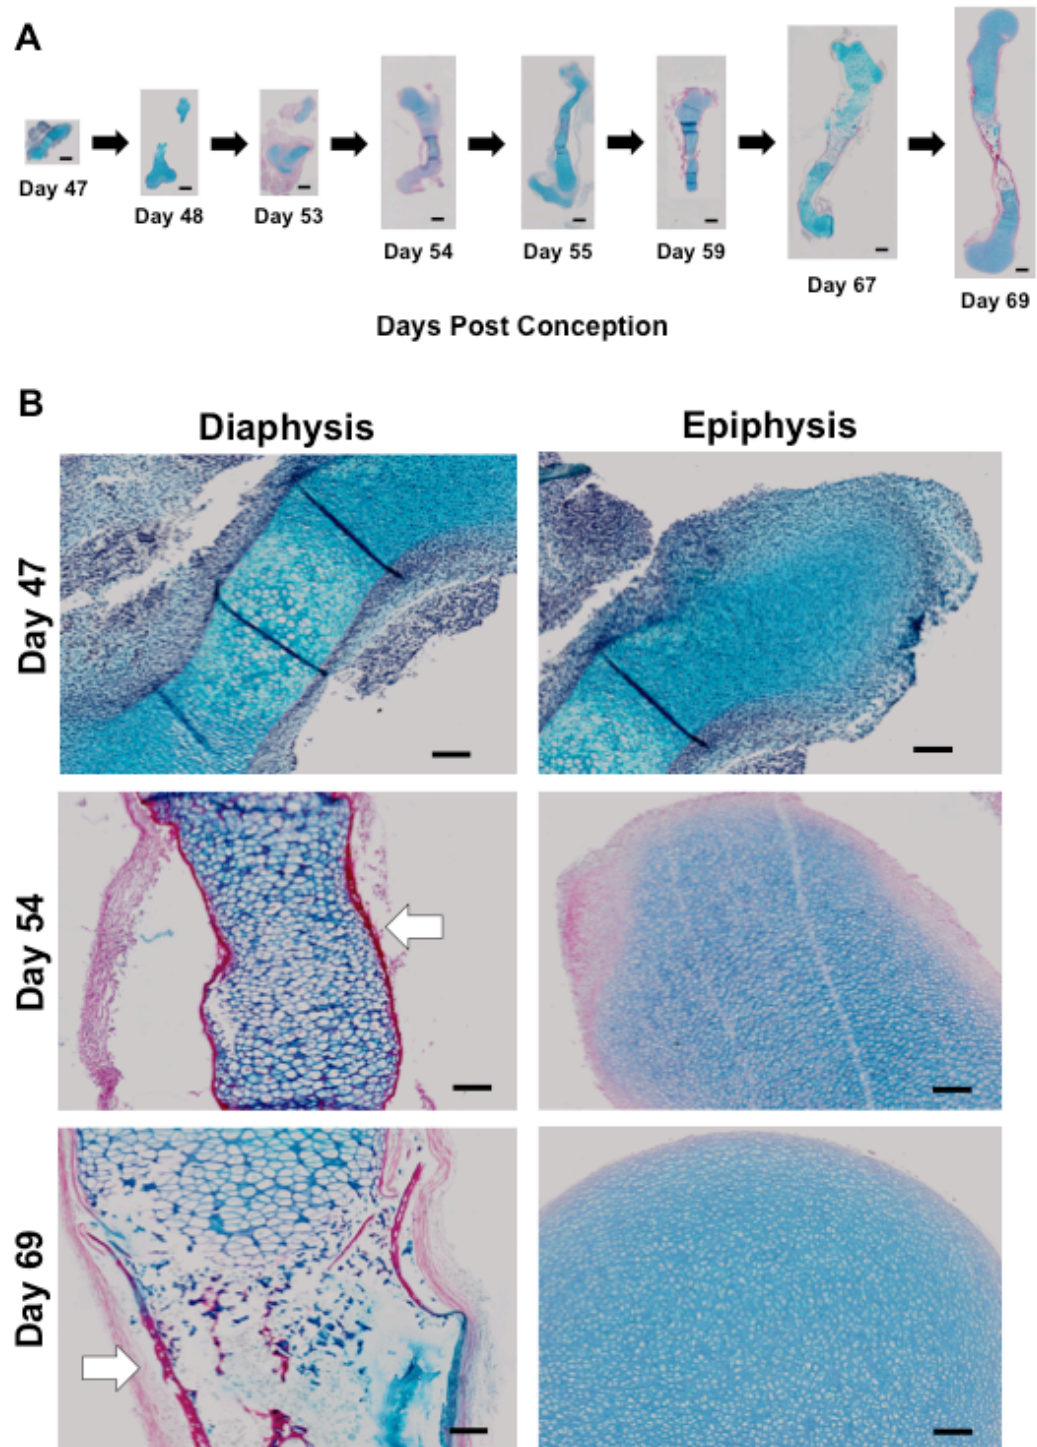 A
Day 47
Day 48
Day 53
Day 54
Day 55
Day 59
Day 67
Day 69
Days Post Conception
B
Diaphysis
Epiphysis
Day 47
Day 54
Day 69